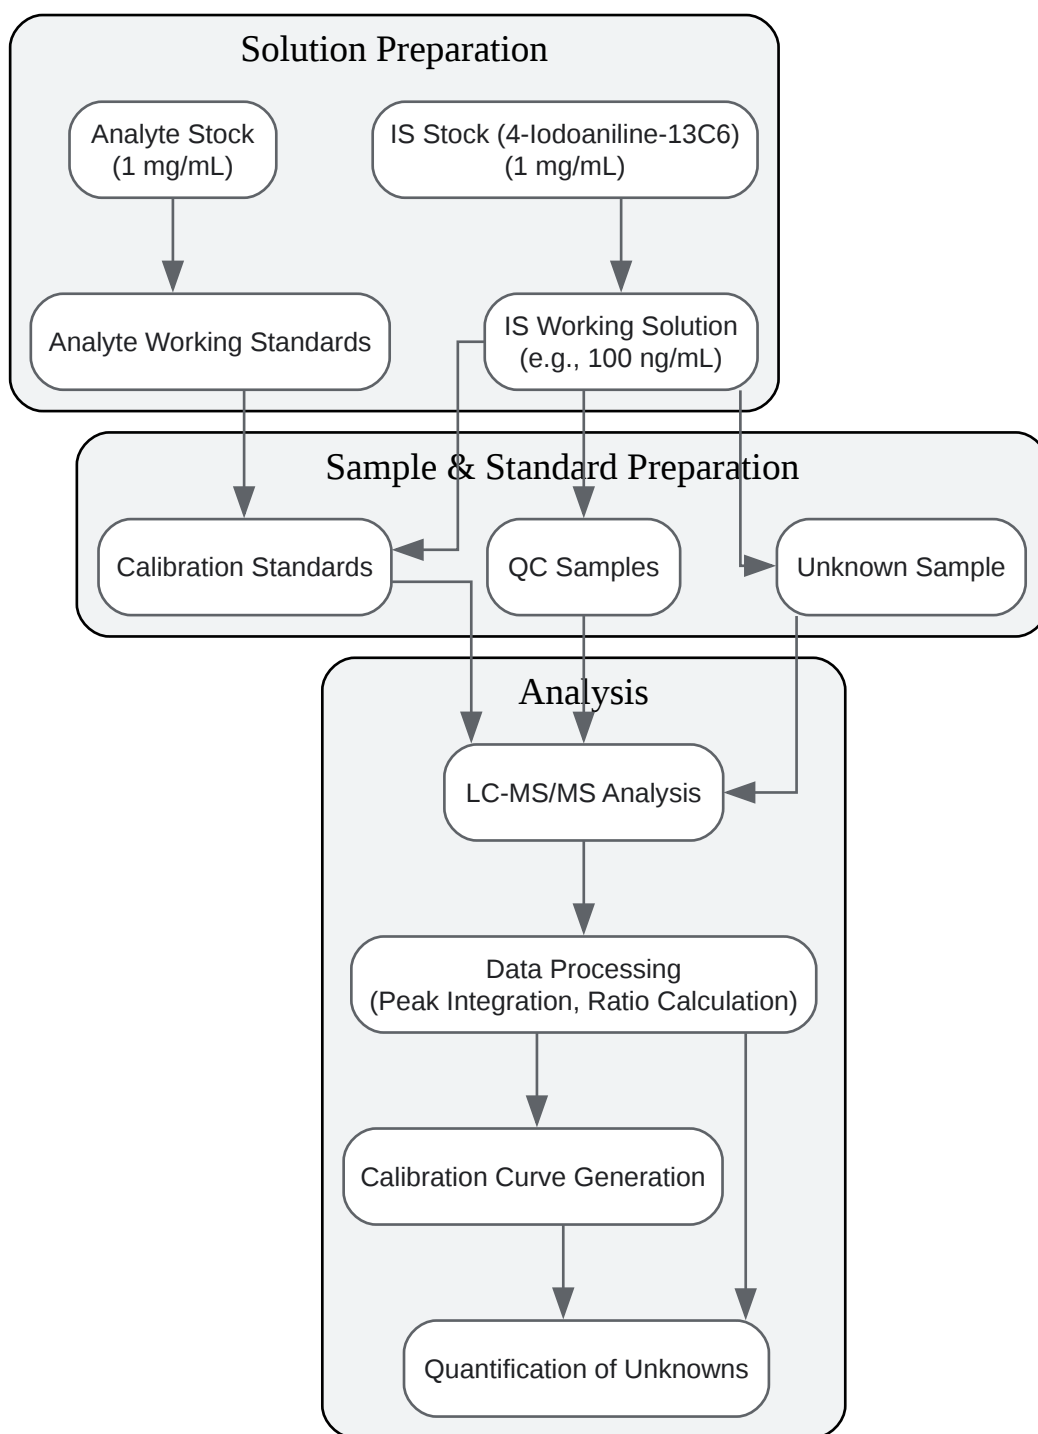 Solution Preparation
Analyte Stock
(1 mg/mL)
IS Stock (4-Iodoaniline-13C6)
(1 mg/mL)
Analyte Working Standards
IS Working Solution
(e.g., 100 ng/mL)
Sample & Standard Preparation
Calibration Standards
QC Samples
Unknown Sample
Analysis
LC-MS/MS Analysis
Data Processing
(Peak Integration, Ratio Calculation)
Calibration Curve Generation
Quantification of Unknowns